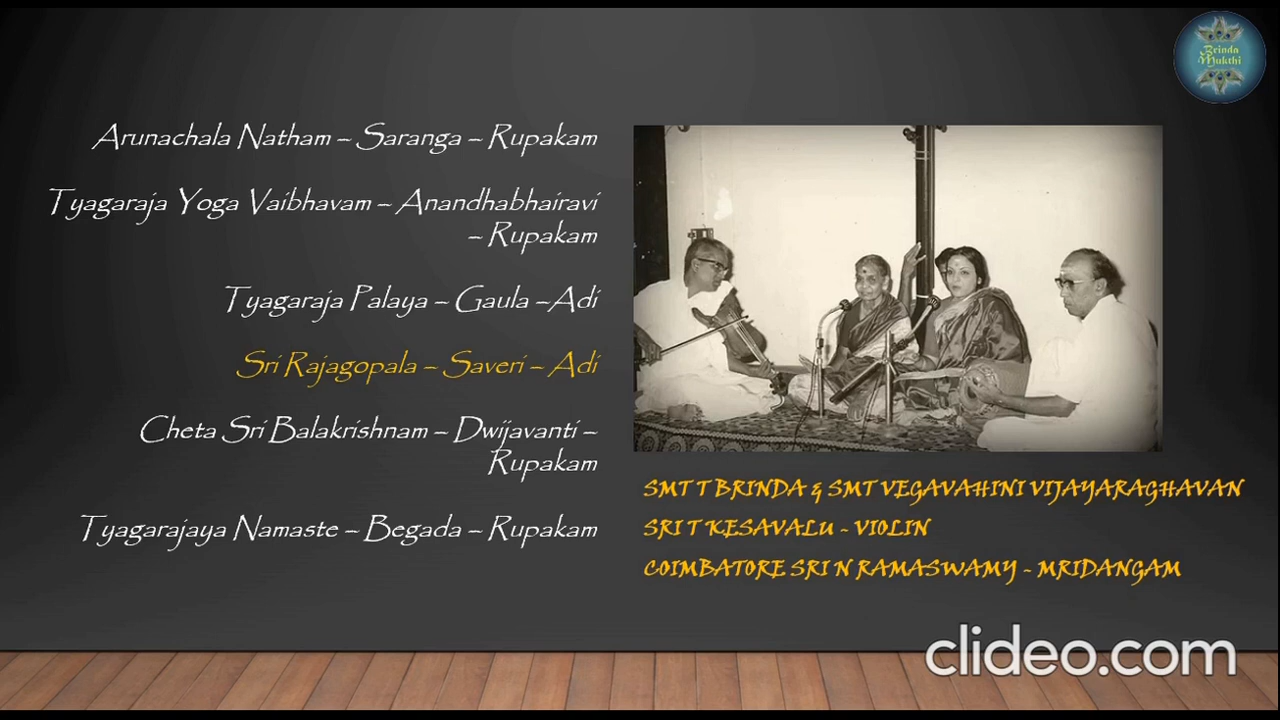 Brinda
Mukthi
Arunachala Natham – Saranga – Rupakam
Tyagaraja Yoga Vaibhavam – Anandhabhairavi
– Rupakam
Tyagaraja Palaya – Gaula –Adi
Sri Rajagopala – Saveri – Adi
Cheta Sri Balakrishnam – Dwijavanti –
Rupakam
Tyagarajaya Namaste – Begada – Rupakam
SMT T BRINDA & SMT VEGAVAHINI VIJAYARAGHAVAN
SRI T KESAVALU - VIOLIN
COIMBATORE SRI N RAMASWAMY - MRIDANGAM
clideo.com